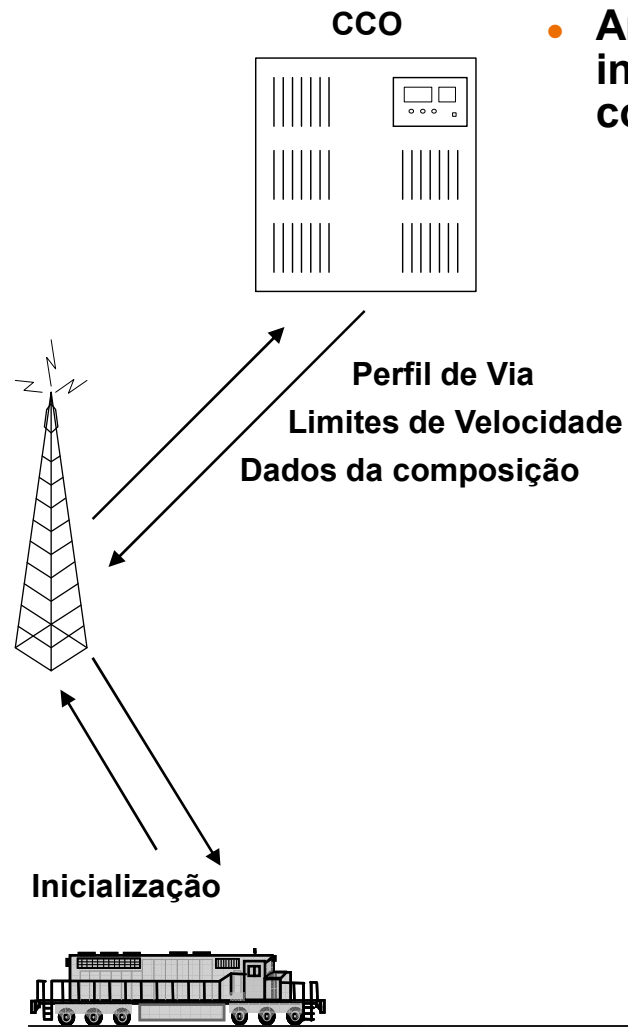 CCO
Perfil de Via
Limites de Velocidade
Dados da composição
Inicialização